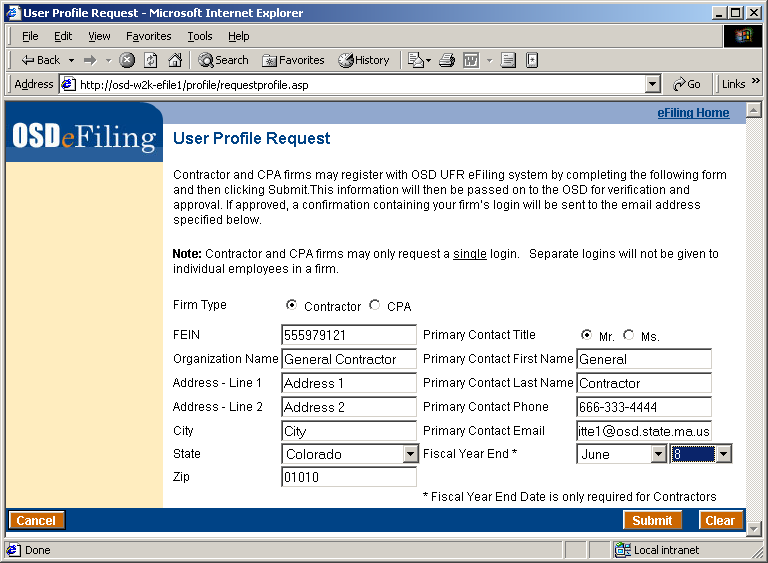 User Profile Request - Microsoft Internet Explorer
File Edit View Favorites Tools Help
Back Search Favorites History
Address http://osd-w2k-efile1/profile/requestprofile.asp Go Links »
eFiling Home
OSDeFiling
User Profile Request
Contractor and CPA firms may register with OSD UFR eFiling system by completing the following form
and then clicking Submit.This information will then be passed on to the OSD for verification and
approval. If approved, a confirmation containing your firm's login will be sent to the email address
specified below.
Note: Contractor and CPA firms may only request a single login. Separate logins will not be given to
individual employees in a firm.
Firm Type Contractor CPA
FEIN 555979121 Primary Contact Title Mr. Ms.
Organization Name General Contractor Primary Contact First Name General
Address - Line 1 Address 1 Primary Contact Last Name Contractor
Address - Line 2 Address 2 Primary Contact Phone 666-333-4444
City City Primary Contact Email itte1@osd.state.ma.us
State Colorado Fiscal Year End * June 8
Zip 01010
* Fiscal Year End Date is only required for Contractors
Cancel Submit Clear
Done Local intranet